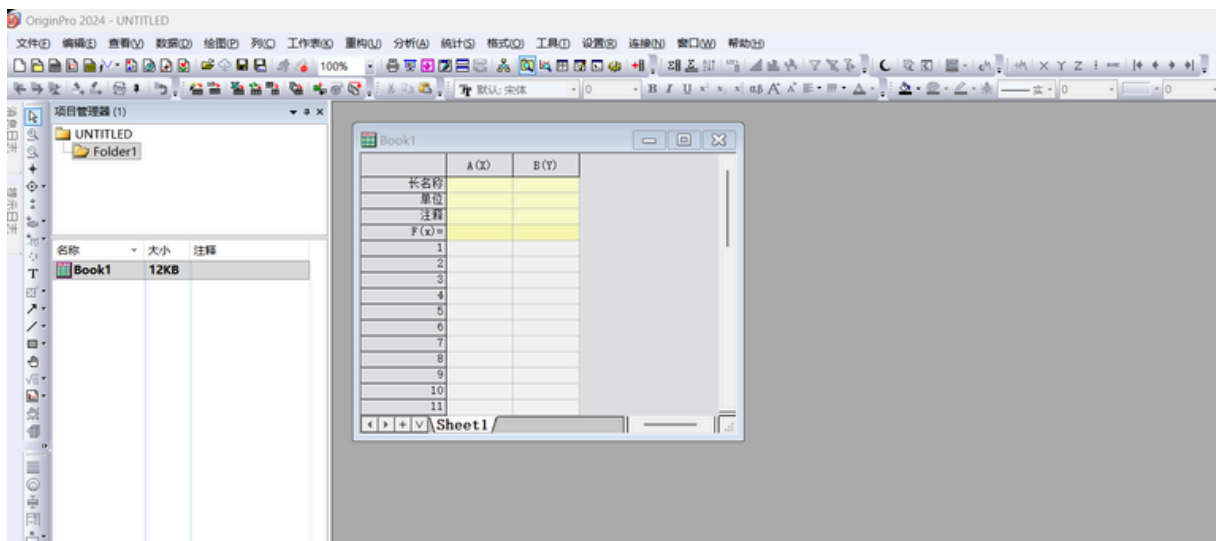 OriginPro 2024 - UNTITLED
文件(F) 编辑(E) 查看(V) 数据(D) 绘图(P) 列(C) 工作表(K) 重构(U) 分析(A) 统计(S) 格式(O) 工具(T) 设置(R) 连接(N) 窗口(W) 帮助(H)
100%
默认: 宋体 0 B I U 0 0
X Y Z
项目管理器 (1)
UNTITLED
Folder1
名称 大小 注释
Book1 12KB
Book1
A(X) B(Y)
长名称
单位
注释
F(x)=
1
2
3
4
5
6
7
8
9
10
11
Sheet1